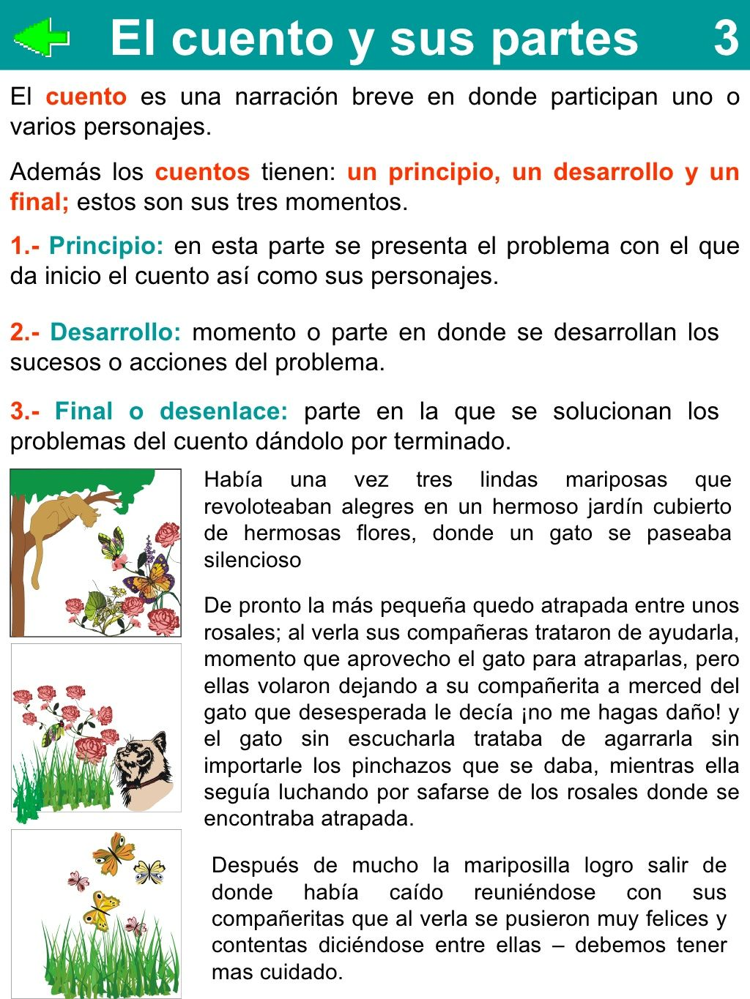 El cuento y sus partes 3
El cuento es una narración breve en donde participan uno o
varios personajes.
Además los cuentos tienen: un principio, un desarrollo y un
final; estos son sus tres momentos.
1.- Principio: en esta parte se presenta el problema con el que
da inicio el cuento así como sus personajes.
2.- Desarrollo: momento o parte en donde se desarrollan los
sucesos o acciones del problema.
3.- Final o desenlace: parte en la que se solucionan los
problemas del cuento dándolo por terminado.
Había una vez tres lindas mariposas que
revoloteaban alegres en un hermoso jardín cubierto
de hermosas flores, donde un gato se paseaba
silencioso
De pronto la más pequeña quedo atrapada entre unos
rosales; al verla sus compañeras trataron de ayudarla,
momento que aprovecho el gato para atraparlas, pero
ellas volaron dejando a su compañerita a merced del
gato que desesperada le decía ¡no me hagas daño! y
el gato sin escucharla trataba de agarrarla sin
importarle los pinchazos que se daba, mientras ella
seguía luchando por safarse de los rosales donde se
encontraba atrapada.
Después de mucho la mariposilla logro salir de
donde había caído reuniéndose con sus
compañeritas que al verla se pusieron muy felices y
contentas diciéndose entre ellas – debemos tener
mas cuidado.